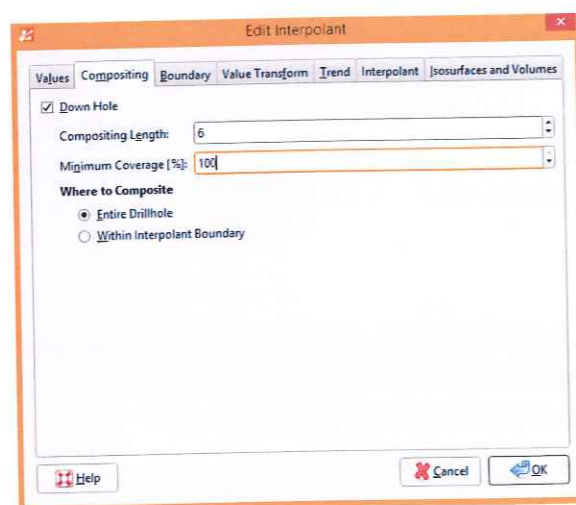 Edit Interpolant
Values Compositing Boundary Value Transform Trend Interpolant Isosurfaces and Volumes
Down Hole
Compositing Length: 6
Minimum Coverage [%]: 100
Where to Composite
Entire Drillhole
Within Interpolant Boundary
Help Cancel OK